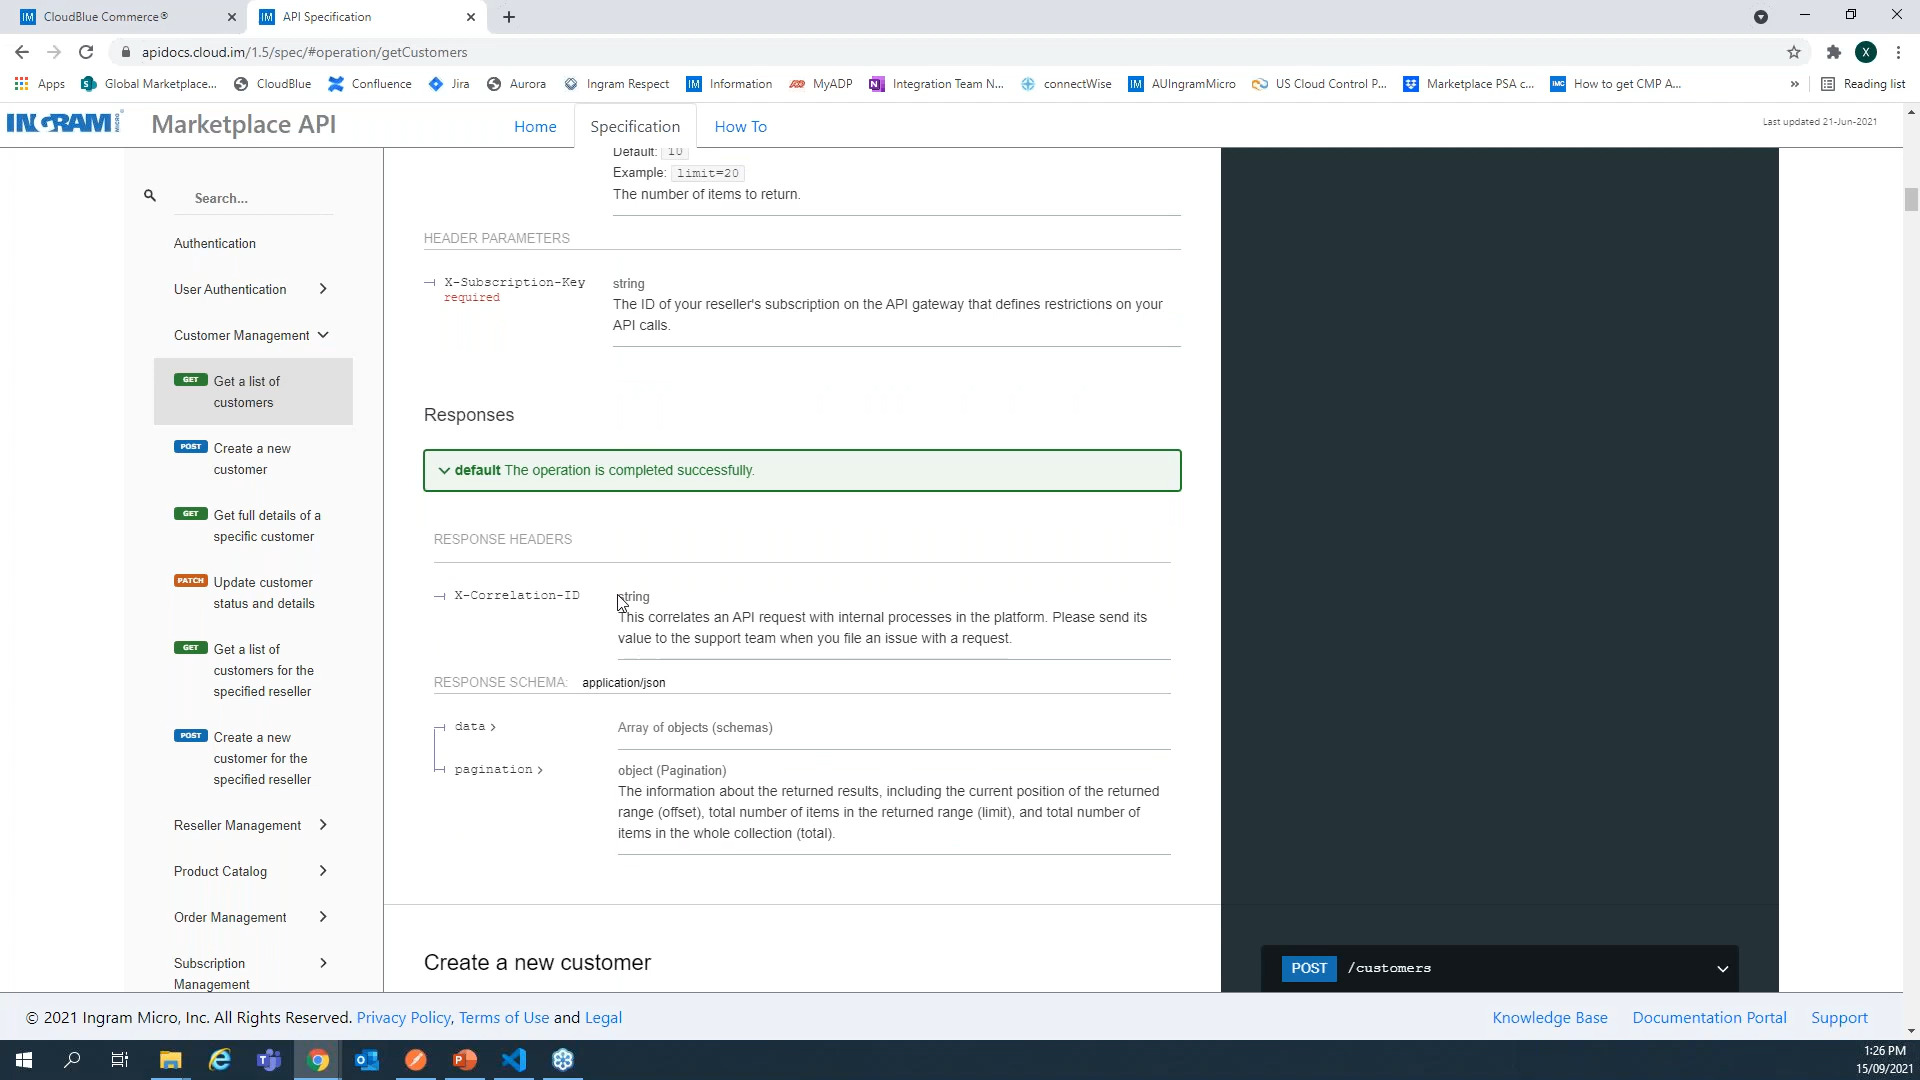 CloudBlue Commerce®
API Specification
apidocs.cloud.im/1.5/spec/#operation/getCustomers
X
Apps
Global Marketplace...
CloudBlue
Confluence
Jira
Aurora
Ingram Respect
Information
MyADP
Integration Team N...
connectWise
AUIngramMicro
US Cloud Control P...
Marketplace PSA c...
How to get CMP A...
»
Reading list
INGRAM MICRO
Marketplace API
Home
Specification
How To
Last updated 21-Jun-2021
Search...
Authentication
User Authentication
Customer Management
GET Get a list of
customers
POST Create a new
customer
GET Get full details of a
specific customer
PATCH Update customer
status and details
GET Get a list of
customers for the
specified reseller
POST Create a new
customer for the
specified reseller
Reseller Management
Product Catalog
Order Management
Subscription
Management
Default: 10
Example: limit=20
The number of items to return.
HEADER PARAMETERS
X-Subscription-Key
required
string
The ID of your reseller's subscription on the API gateway that defines restrictions on your
API calls.
Responses
default The operation is completed successfully.
RESPONSE HEADERS
X-Correlation-ID
string
This correlates an API request with internal processes in the platform. Please send its
value to the support team when you file an issue with a request.
RESPONSE SCHEMA: application/json
data >
Array of objects (schemas)
pagination >
object (Pagination)
The information about the returned results, including the current position of the returned
range (offset), total number of items in the returned range (limit), and total number of
items in the whole collection (total).
Create a new customer
POST /customers
© 2021 Ingram Micro, Inc. All Rights Reserved. Privacy Policy, Terms of Use and Legal
Knowledge Base
Documentation Portal
Support
1:26 PM
15/09/2021